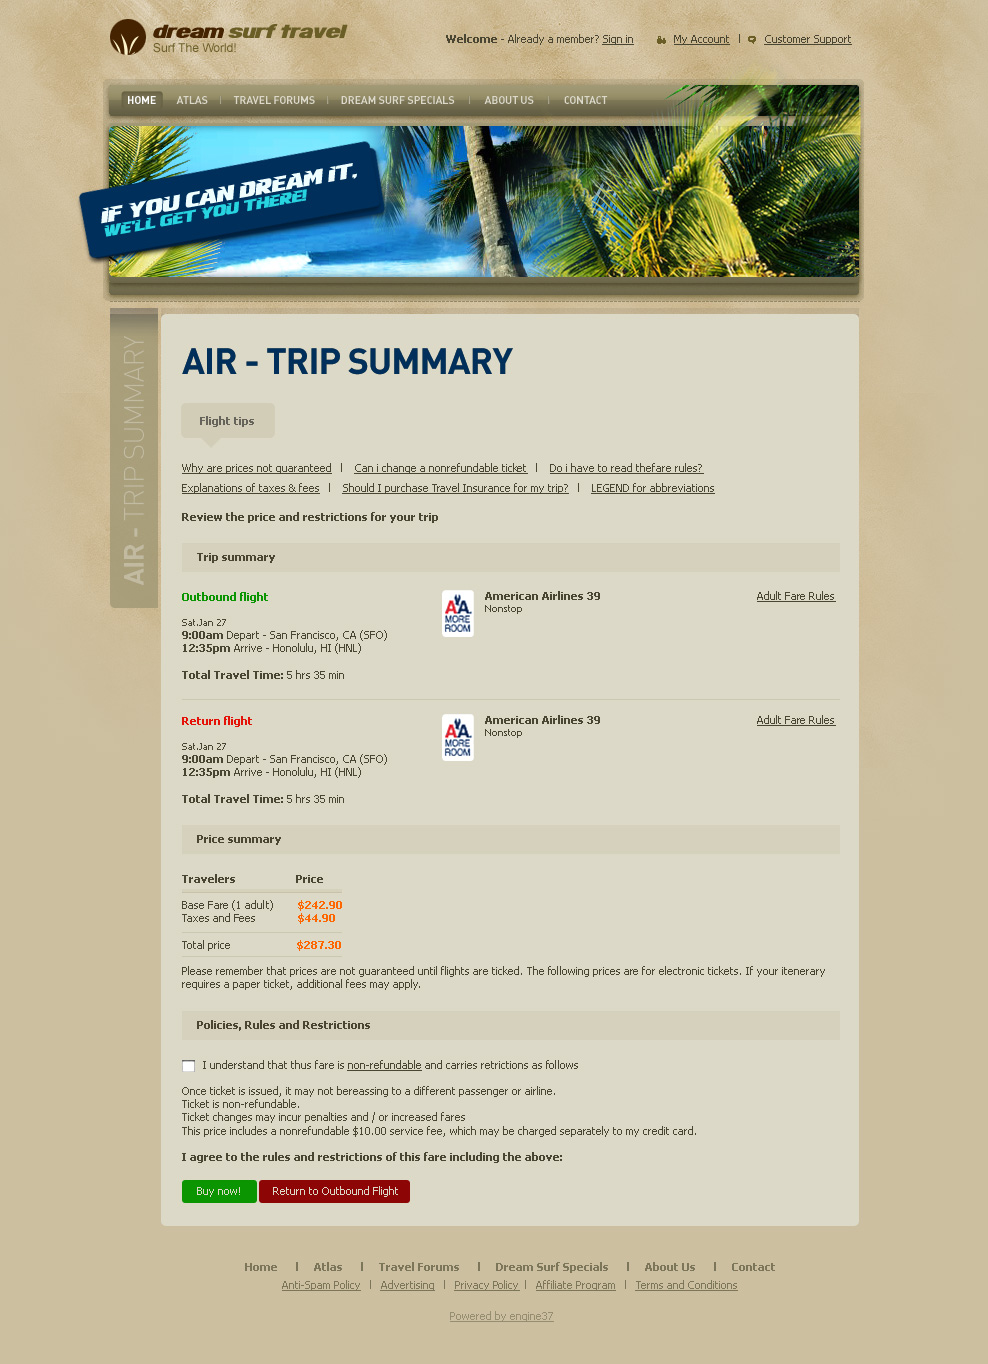 dream surf travel
Surf The World!
Welcome - Already a member? Sign in
My Account | Customer Support
HOME ATLAS | TRAVEL FORUMS | DREAM SURF SPECIALS | ABOUT US | CONTACT
IF YOU CAN DREAM IT,
WE'LL GET YOU THERE!
AIR - TRIP SUMMARY
AIR - TRIP SUMMARY
Flight tips
Why are prices not guaranteed | Can i change a nonrefundable ticket | Do i have to read thefare rules?
Explanations of taxes & fees | Should I purchase Travel Insurance for my trip? | LEGEND for abbreviations
Review the price and restrictions for your trip
Trip summary
Outbound flight
AA
MORE
ROOM
American Airlines 39
Nonstop
Adult Fare Rules
Sat.Jan 27
9:00am Depart - San Francisco, CA (SFO)
12:35pm Arrive - Honolulu, HI (HNL)
Total Travel Time: 5 hrs 35 min
Return flight
AA
MORE
ROOM
American Airlines 39
Nonstop
Adult Fare Rules
Sat.Jan 27
9:00am Depart - San Francisco, CA (SFO)
12:35pm Arrive - Honolulu, HI (HNL)
Total Travel Time: 5 hrs 35 min
Price summary
Travelers Price
Base Fare (1 adult) $242.90
Taxes and Fees $44.90
Total price $287.30
Please remember that prices are not guaranteed until flights are ticked. The following prices are for electronic tickets. If your itenerary
requires a paper ticket, additional fees may apply.
Policies, Rules and Restrictions
I understand that thus fare is non-refundable and carries retrictions as follows
Once ticket is issued, it may not bereassing to a different passenger or airline.
Ticket is non-refundable.
Ticket changes may incur penalties and / or increased fares
This price includes a nonrefundable $10.00 service fee, which may be charged separately to my credit card.
I agree to the rules and restrictions of this fare including the above:
Buy now! Return to Outbound Flight
Home | Atlas | Travel Forums | Dream Surf Specials | About Us | Contact
Anti-Spam Policy | Advertising | Privacy Policy | Affiliate Program | Terms and Conditions
Powered by engine37